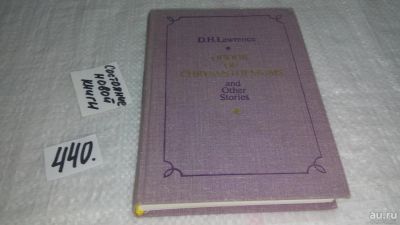 D.H. Lawrence
ODOUR OF
CHRYSANTHEMUMS
and
Other
Stories
СОСТОЯНИЕ
НОВОЙ
КНИГИ
440.
au.ru